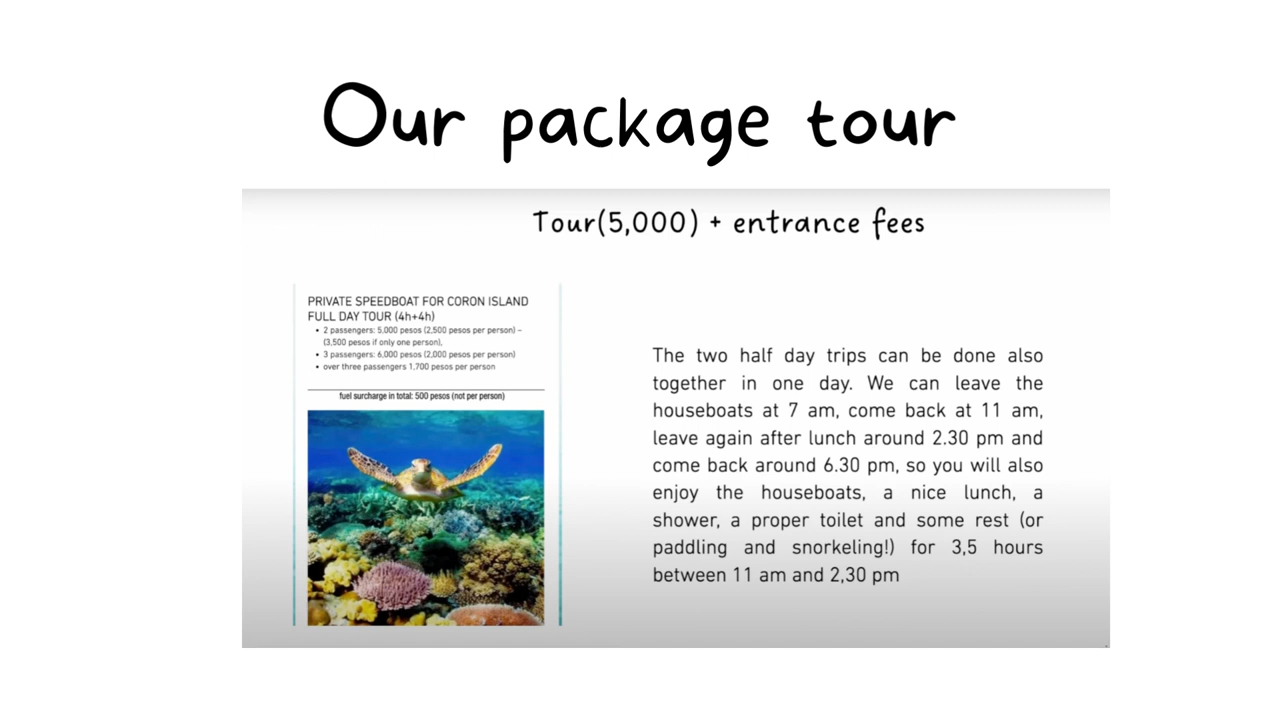 Our package tour
Tour(5,000) + entrance fees
PRIVATE SPEEDBOAT FOR CORON ISLAND
FULL DAY TOUR (4h+4h)
• 2 passengers: 5,000 pesos (2,500 pesos per person) –
(3,500 pesos if only one person),
• 3 passengers: 6,000 pesos (2,000 pesos per person)
• over three passengers 1,700 pesos per person
fuel surcharge in total: 500 pesos (not per person)
The two half day trips can be done also
together in one day. We can leave the
houseboats at 7 am, come back at 11 am,
leave again after lunch around 2.30 pm and
come back around 6.30 pm, so you will also
enjoy the houseboats, a nice lunch, a
shower, a proper toilet and some rest (or
paddling and snorkeling!) for 3,5 hours
between 11 am and 2,30 pm